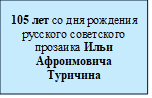 105 лет со дня рождения
русского советского
прозаика Ильи
Афроимовича
Туричина